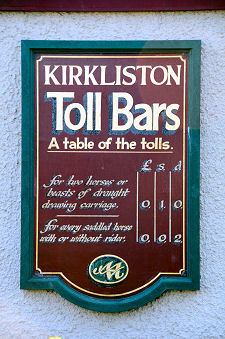 KIRKLISTON
Toll Bars
A table of the tolls.
£ s d
for two horses or
beasts of draught
drawing carriage. 0 1 0
for every saddled horse
with or without rider. 0 0 2